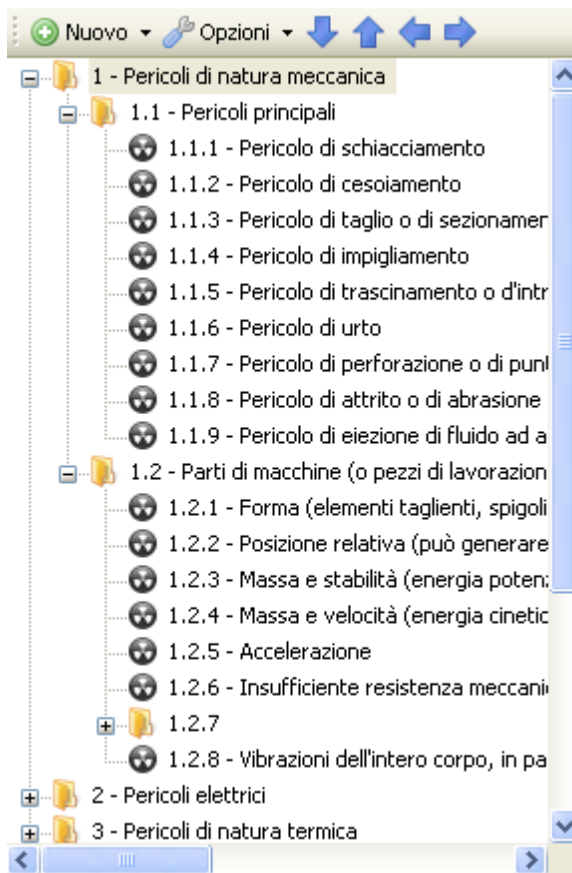 Nuovo Opzioni
1 - Pericoli di natura meccanica
1.1 - Pericoli principali
1.1.1 - Pericolo di schiacciamento
1.1.2 - Pericolo di cesoiamento
1.1.3 - Pericolo di taglio o di sezionamen
1.1.4 - Pericolo di impigliamento
1.1.5 - Pericolo di trascinamento o d'intr
1.1.6 - Pericolo di urto
1.1.7 - Pericolo di perforazione o di punt
1.1.8 - Pericolo di attrito o di abrasione
1.1.9 - Pericolo di eiezione di fluido ad a
1.2 - Parti di macchine (o pezzi di lavorazion
1.2.1 - Forma (elementi taglienti, spigoli
1.2.2 - Posizione relativa (può generare
1.2.3 - Massa e stabilità (energia potenz
1.2.4 - Massa e velocità (energia cinetic
1.2.5 - Accelerazione
1.2.6 - Insufficiente resistenza meccani
1.2.7
1.2.8 - Vibrazioni dell'intero corpo, in pa
2 - Pericoli elettrici
3 - Pericoli di natura termica